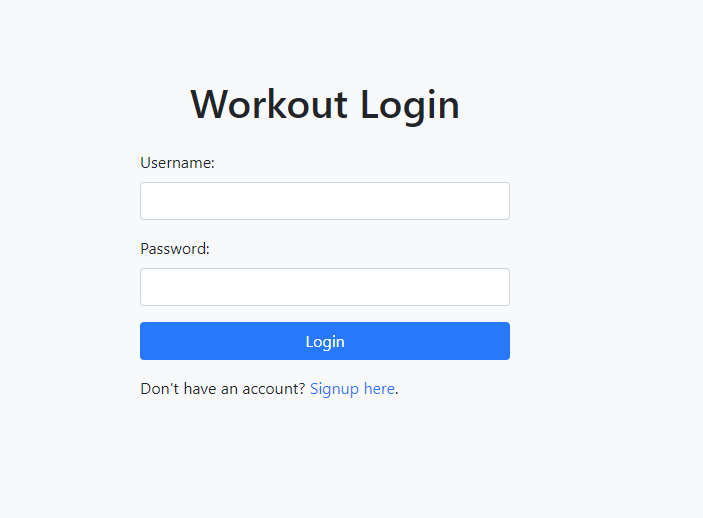 Workout Login
Username:
Password:
Login
Don't have an account? Signup here.